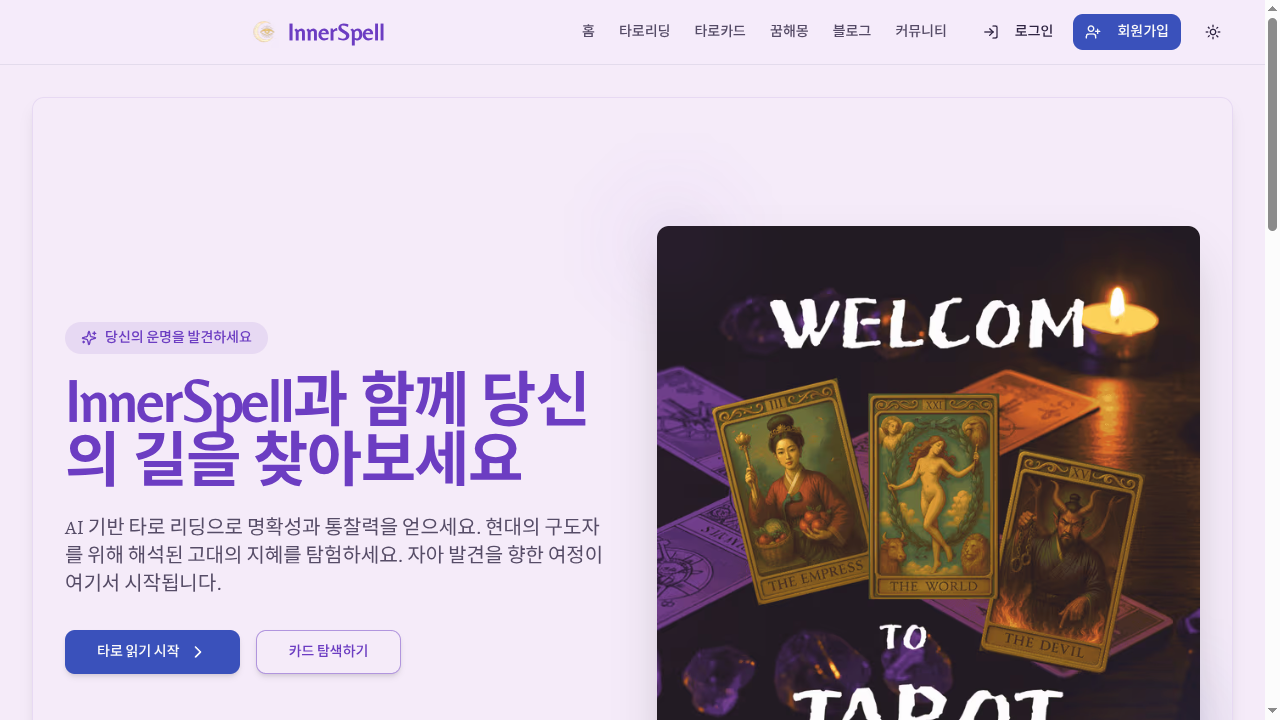 InnerSpell
홈 타로리딩 타로카드 꿈해몽 블로그 커뮤니티 로그인 회원가입
당신의 운명을 발견하세요
InnerSpell과 함께 당신
의 길을 찾아보세요
AI 기반 타로 리딩으로 명확성과 통찰력을 얻으세요. 현대의 구도자
를 위해 해석된 고대의 지혜를 탐험하세요. 자아 발견을 향한 여정이
여기서 시작됩니다.
타로 읽기 시작
카드 탐색하기
WELCOM
III
XXI
XV
THE EMPRESS
THE WORLD
THE DEVIL
TO
TAROT